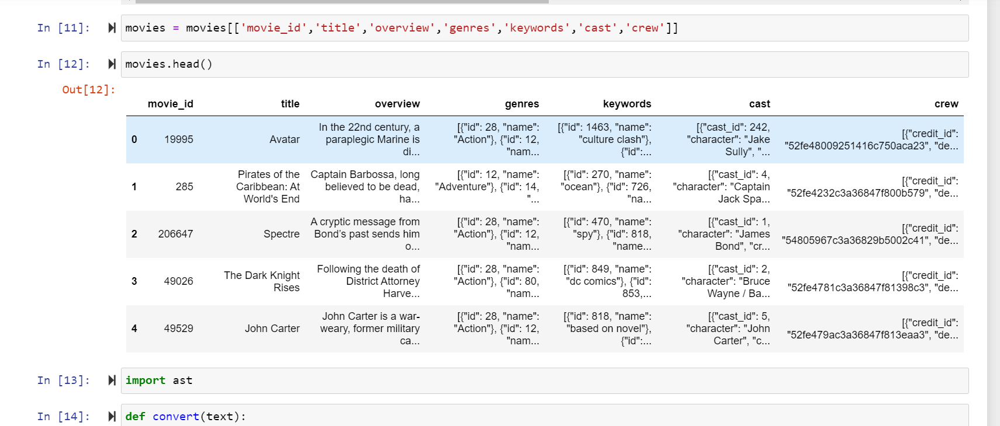 In [11]: movies = movies[['movie_id','title','overview','genres','keywords','cast','crew']]
In [12]: movies.head()
Out[12]:
movie_id title overview genres keywords cast crew
0 19995 Avatar In the 22nd century, a paraplegic Marine is di... [{"id": 28, "name": "Action"}, {"id": 12, "nam... [{"id": 1463, "name": "culture clash"}, {"id":... [{"cast_id": 242, "character": "Jake Sully", "... [{"credit_id": "52fe48009251416c750aca23", "de...
1 285 Pirates of the Caribbean: At World's End Captain Barbossa, long believed to be dead, ha... [{"id": 12, "name": "Adventure"}, {"id": 14, "... [{"id": 270, "name": "ocean"}, {"id": 726, "na... [{"cast_id": 4, "character": "Captain Jack Spa... [{"credit_id": "52fe4232c3a36847f800b579", "de...
2 206647 Spectre A cryptic message from Bond’s past sends him o... [{"id": 28, "name": "Action"}, {"id": 12, "nam... [{"id": 470, "name": "spy"}, {"id": 818, "name... [{"cast_id": 1, "character": "James Bond", "cr... [{"credit_id": "54805967c3a36829b5002c41", "de...
3 49026 The Dark Knight Rises Following the death of District Attorney Harve... [{"id": 28, "name": "Action"}, {"id": 80, "nam... [{"id": 849, "name": "dc comics"}, {"id": 853,... [{"cast_id": 2, "character": "Bruce Wayne / Ba... [{"credit_id": "52fe4781c3a36847f81398c3", "de...
4 49529 John Carter John Carter is a war-weary, former military ca... [{"id": 28, "name": "Action"}, {"id": 12, "nam... [{"id": 818, "name": "based on novel"}, {"id":... [{"cast_id": 5, "character": "John Carter", "c... [{"credit_id": "52fe479ac3a36847f813eaa3", "de...
In [13]: import ast
In [14]: def convert(text):